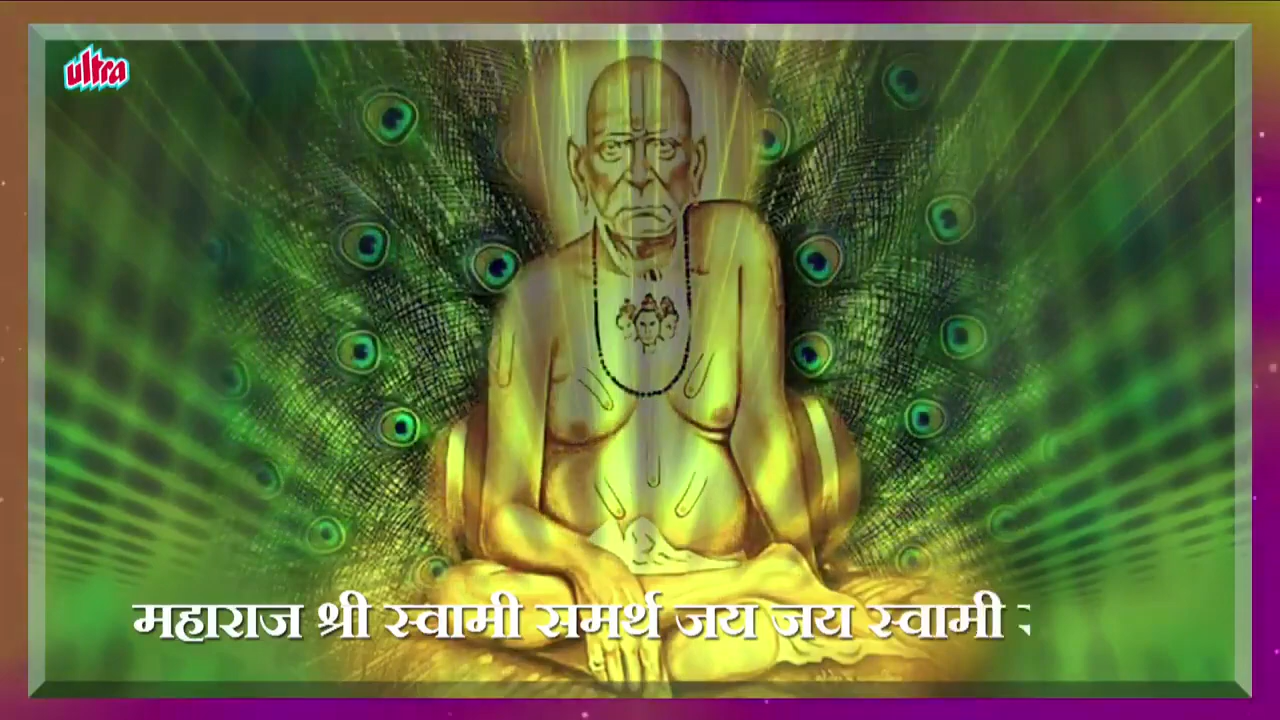 ultra
महाराज श्री स्वामी समर्थ जय जय स्वामी